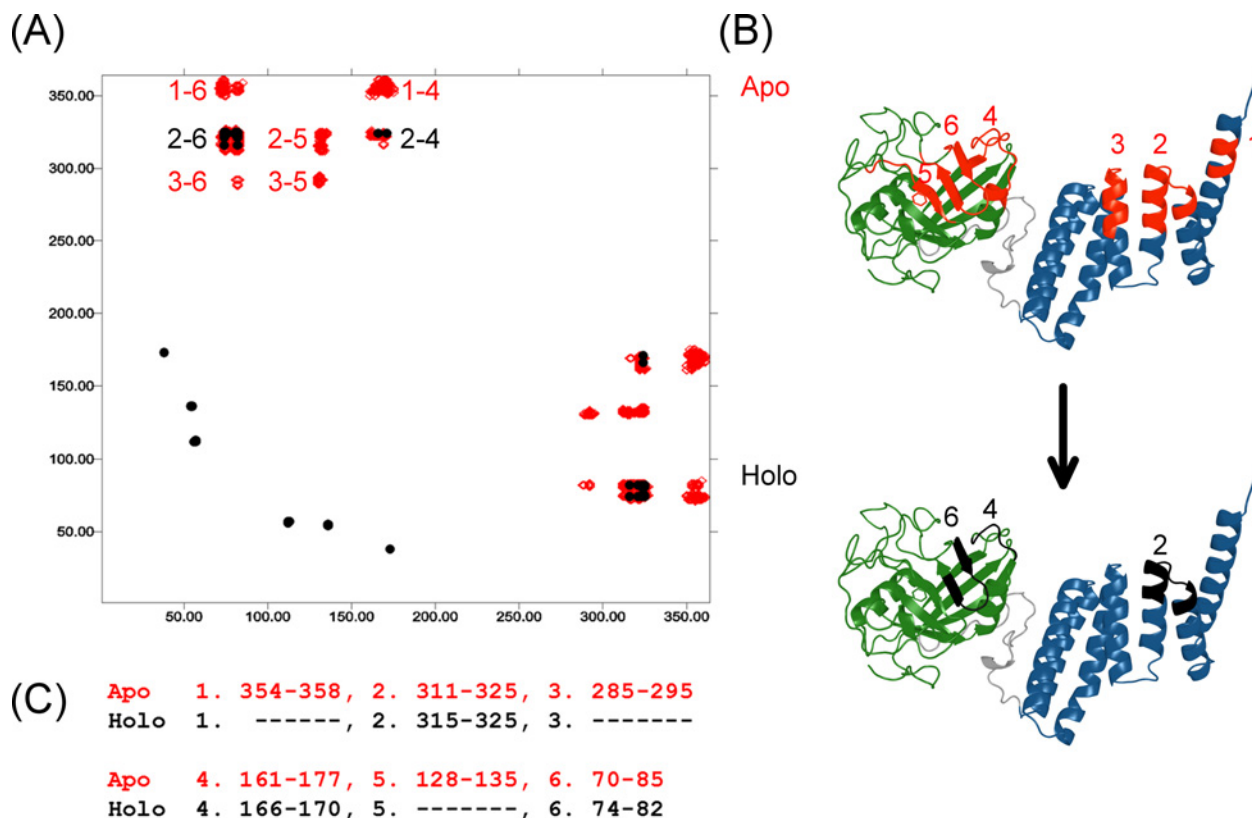 (A)
(B)
Apo
1-6 1-4
2-6 2-5 2-4
3-6 3-5
350.00
300.00
250.00
200.00
150.00
100.00
50.00
50.00 100.00 150.00 200.00 250.00 300.00 350.00
6 4
5
3 2 1
Holo
6 4
2
(C)
Apo 1. 354-358, 2. 311-325, 3. 285-295
Holo 1. ------, 2. 315-325, 3. -------
Apo 4. 161-177, 5. 128-135, 6. 70-85
Holo 4. 166-170, 5. -------, 6. 74-82